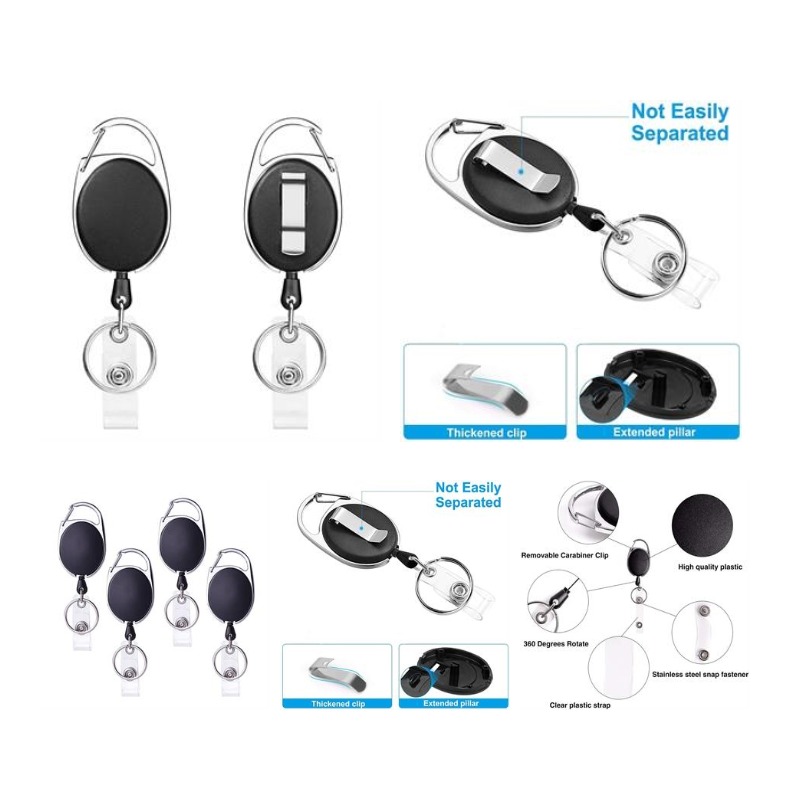 Not Easily
Separated
Thickened clip
Extended pillar
Not Easily
Separated
Thickened clip
Extended pillar
Removable Carabiner Clip
High quality plastic
360 Degrees Rotate
Stainless steel snap fastener
Clear plastic strap